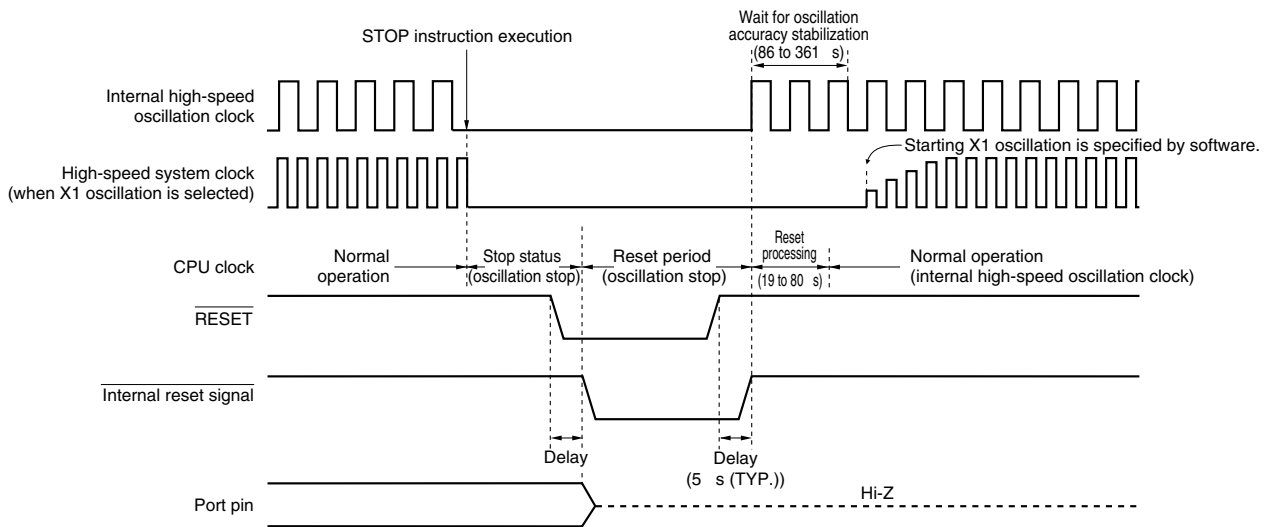 STOP instruction execution
Wait for oscillation
accuracy stabilization
(86 to 361 s)
Internal high-speed
oscillation clock
Starting X1 oscillation is specified by software.
High-speed system clock
(when X1 oscillation is selected)
CPU clock
Normal
operation
Stop status
(oscillation stop)
Reset period
(oscillation stop)
Reset
processing
(19 to 80 s)
Normal operation
(internal high-speed oscillation clock)
RESET
Internal reset signal
Delay
Delay
(5 s (TYP.))
Port pin
Hi-Z